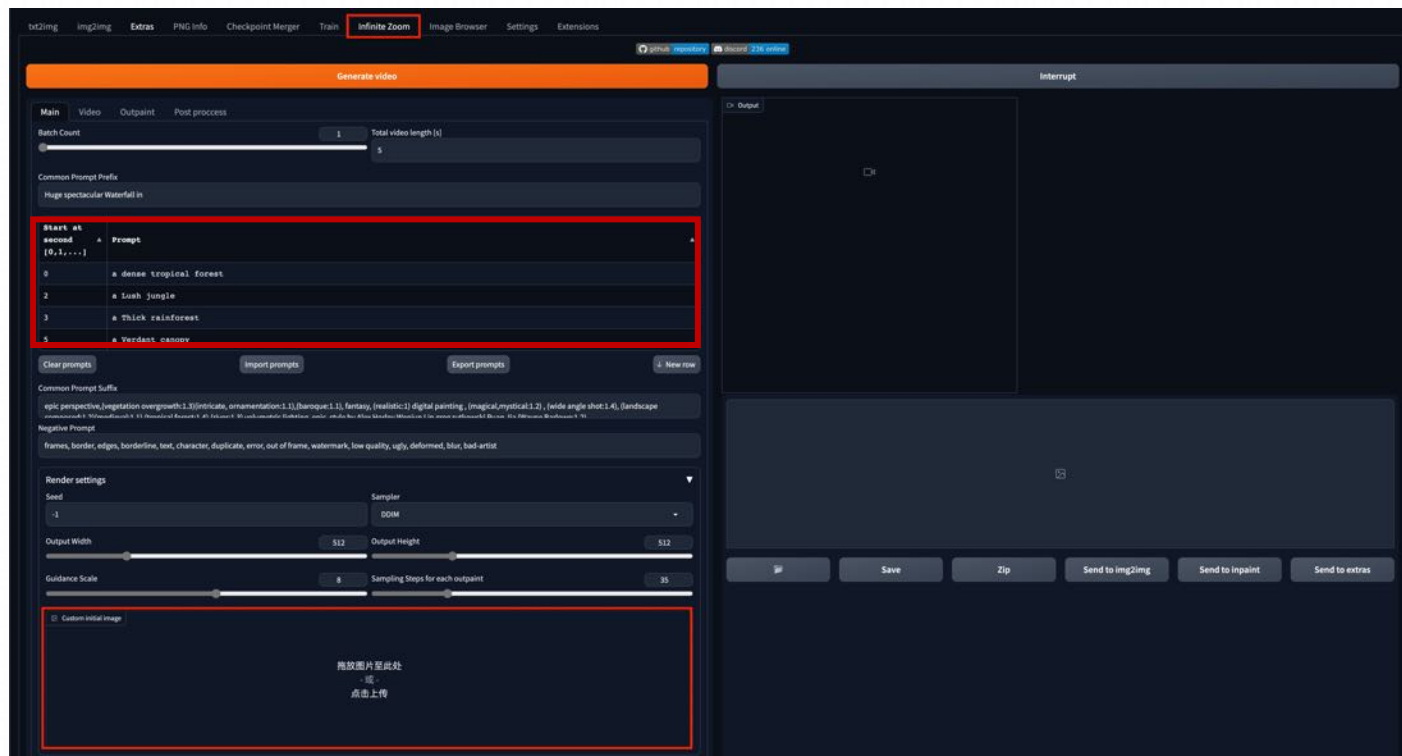 txt2img img2img Extras PNG Info Checkpoint Merger Train Infinite Zoom Image Browser Settings Extensions
github repository discord 236 online
Generate video Interrupt
Main Video Outpaint Post proccess
Output
Batch Count 1 Total video length [s]
5
Common Prompt Prefix
Huge spectacular Waterfall in
Start at
second Prompt
[0,1,...]
0 a dense tropical forest
2 a Lush jungle
3 a Thick rainforest
5 a Verdant canopy
Clear prompts Import prompts Export prompts ↓ New row
Common Prompt Suffix
epic perspective,(vegetation overgrowth:1.3)(intricate, ornamentation:1.1),(baroque:1.1), fantasy, (realistic:1) digital painting , (magical,mystical:1.2) , (wide angle shot:1.4), (landscape
Negative Prompt
frames, border, edges, borderline, text, character, duplicate, error, out of frame, watermark, low quality, ugly, deformed, blur, bad-artist
Render settings
Seed Sampler
-1 DDIM
Output Width 512 Output Height 512
Guidance Scale 8 Sampling Steps for each outpaint 35
Save Zip Send to img2img Send to inpaint Send to extras
Custom initial image
拖放图片至此处
- 或 -
点击上传